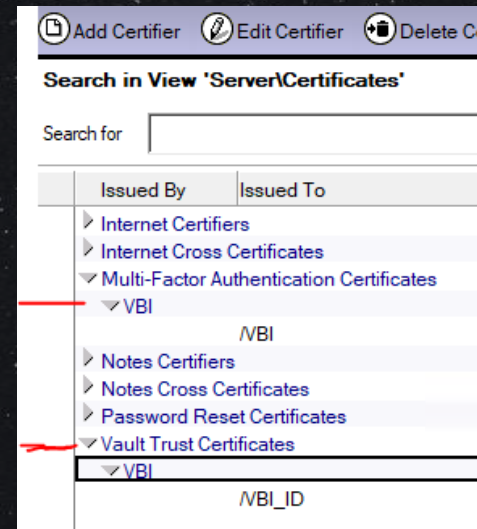 Add Certifier Edit Certifier Delete C
Search in View 'Server\Certificates'
Search for
Issued By Issued To
Internet Certifiers
Internet Cross Certificates
Multi-Factor Authentication Certificates
VBI
/VBI
Notes Certifiers
Notes Cross Certificates
Password Reset Certificates
Vault Trust Certificates
VBI
/VBI_ID